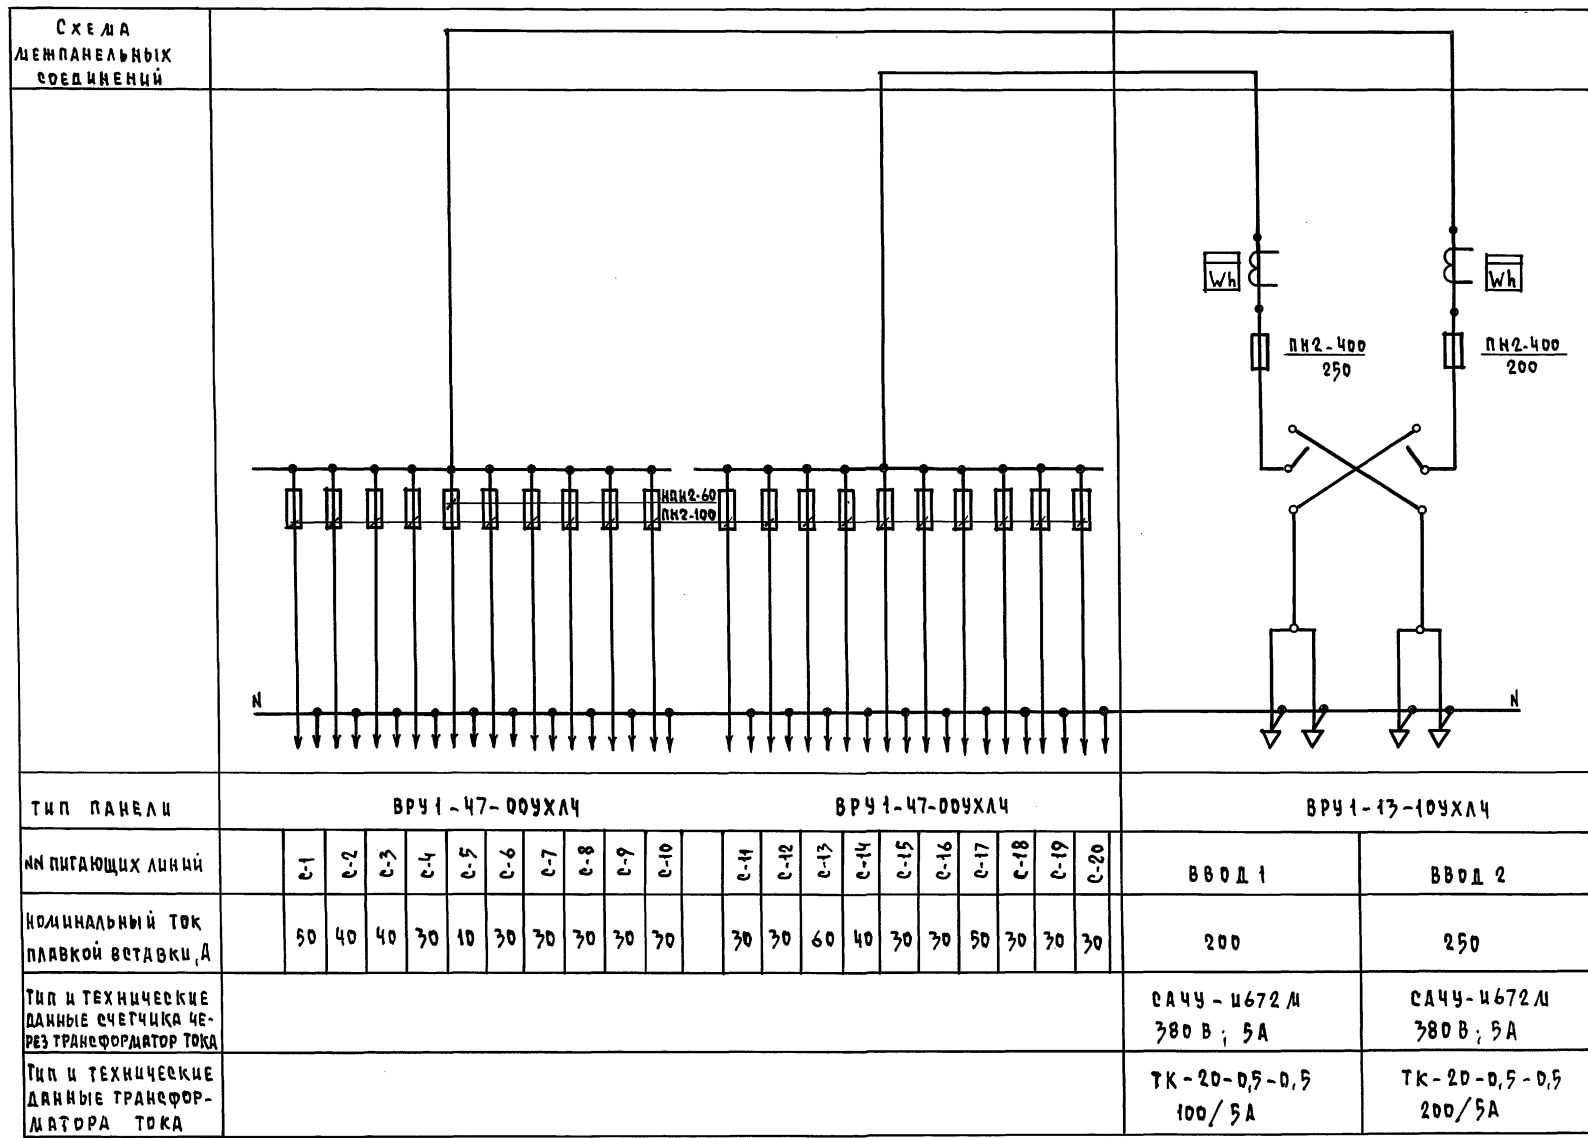 Схема
межпанельных
соединений
Wh
Wh
ПН2-400
250
ПН2-400
200
НПН2-60
ПН2-100
N
N
Тип панели
ВРУ1-47-00УХЛ4
ВРУ1-47-00УХЛ4
ВРУ1-13-10УХЛ4
NN питающих линий
С-1 С-2 С-3 С-4 С-5 С-6 С-7 С-8 С-9 С-10 С-11 С-12 С-13 С-14 С-15 С-16 С-17 С-18 С-19 С-20
Ввод 1
Ввод 2
Номинальный ток
плавкой вставки, А
50 40 40 30 10 30 30 30 30 30 30 30 60 40 30 30 50 30 30 30
200
250
Тип и технические
данные счетчика че-
рез трансформатор тока
СА4У-И672М
380 В; 5А
СА4У-И672М
380 В; 5А
Тип и технические
данные трансфор-
матора тока
ТК-20-0,5-0,5
100/5А
ТК-20-0,5-0,5
200/5А